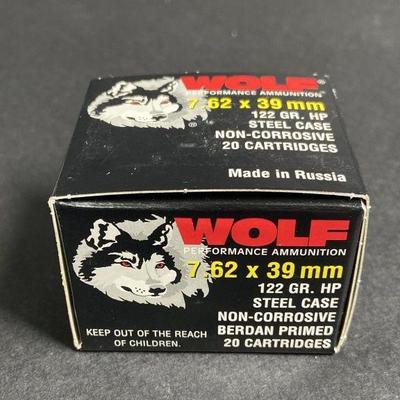 WOLF®
PERFORMANCE AMMUNITION
7.62 x 39 mm
122 GR. HP
STEEL CASE
NON-CORROSIVE
20 CARTRIDGES
Made in Russia
WOLF
PERFORMANCE AMMUNITION
7.62 x 39 mm
122 GR. HP
STEEL CASE
NON-CORROSIVE
BERDAN PRIMED
20 CARTRIDGES
KEEP OUT OF THE REACH
OF CHILDREN.